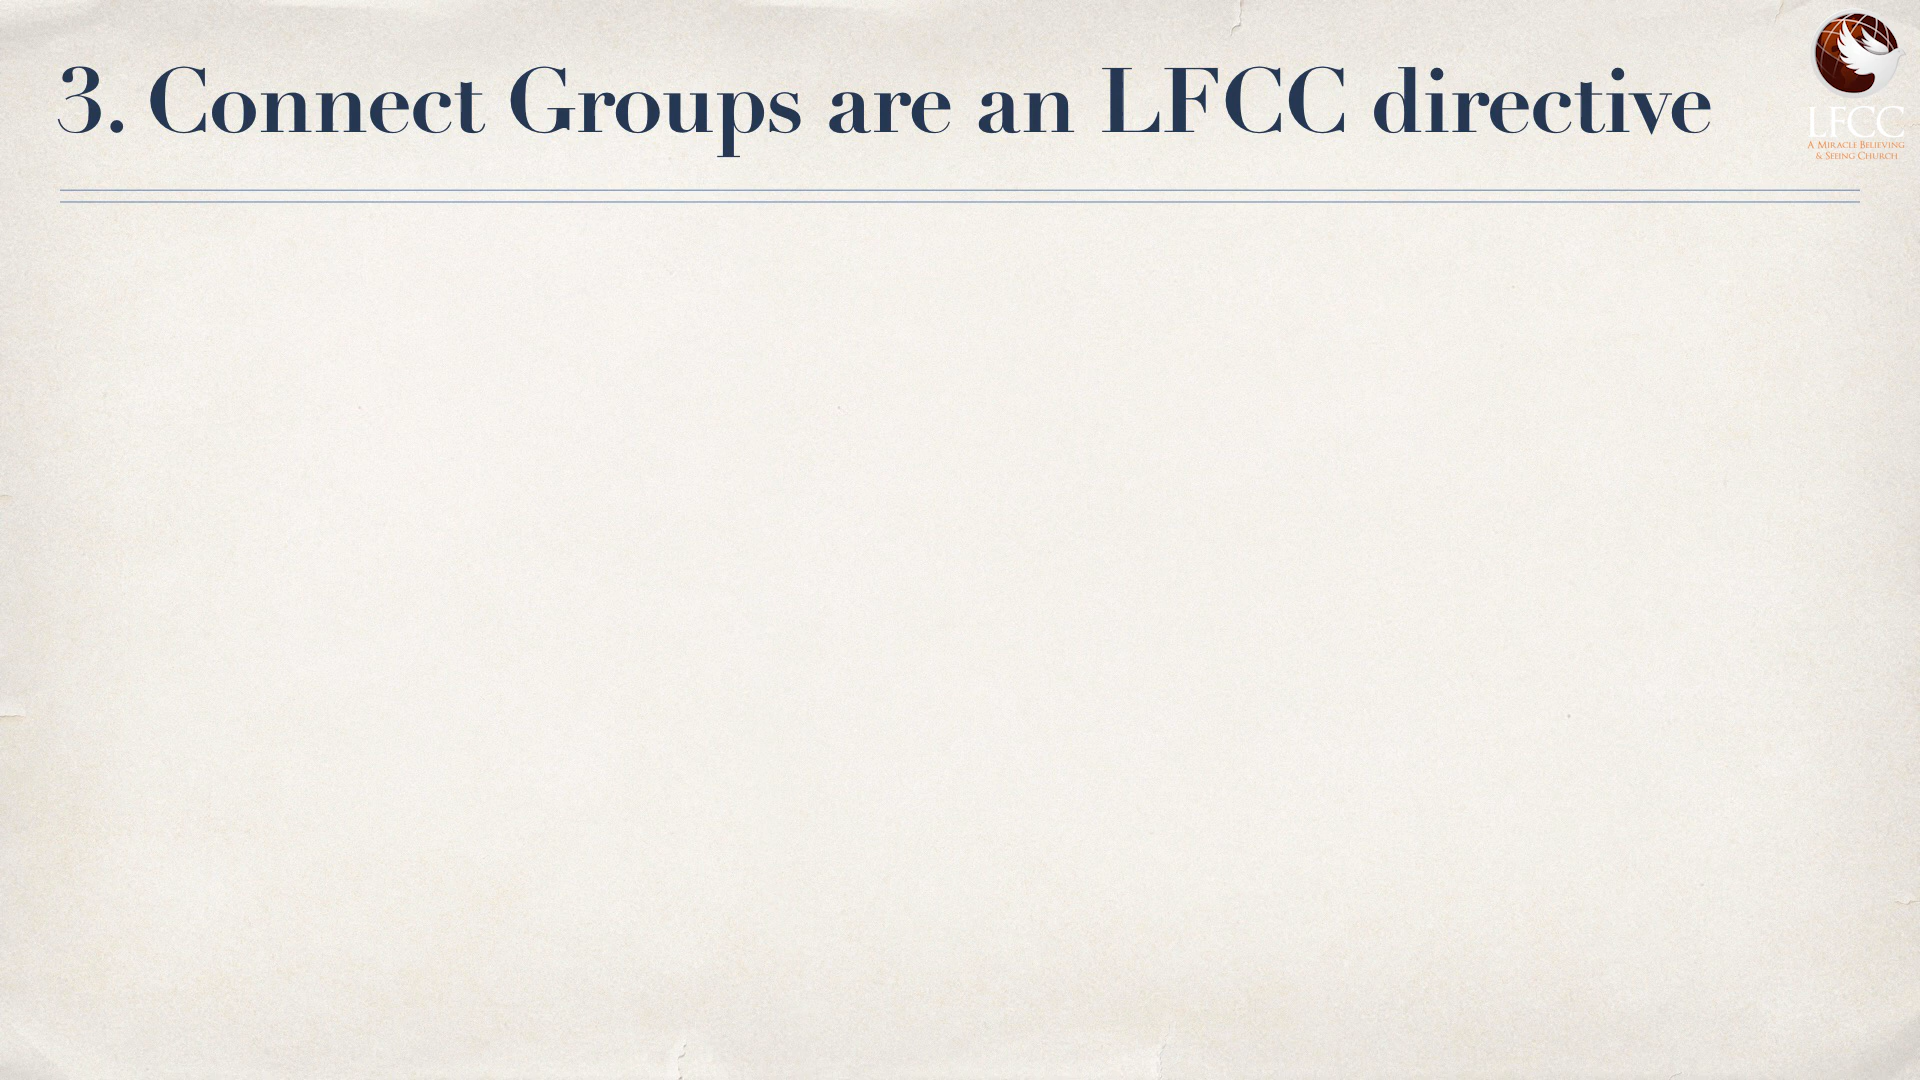 3. Connect Groups are an LFCC directive
LFCC
A Miracle Believing
& Seeing Church